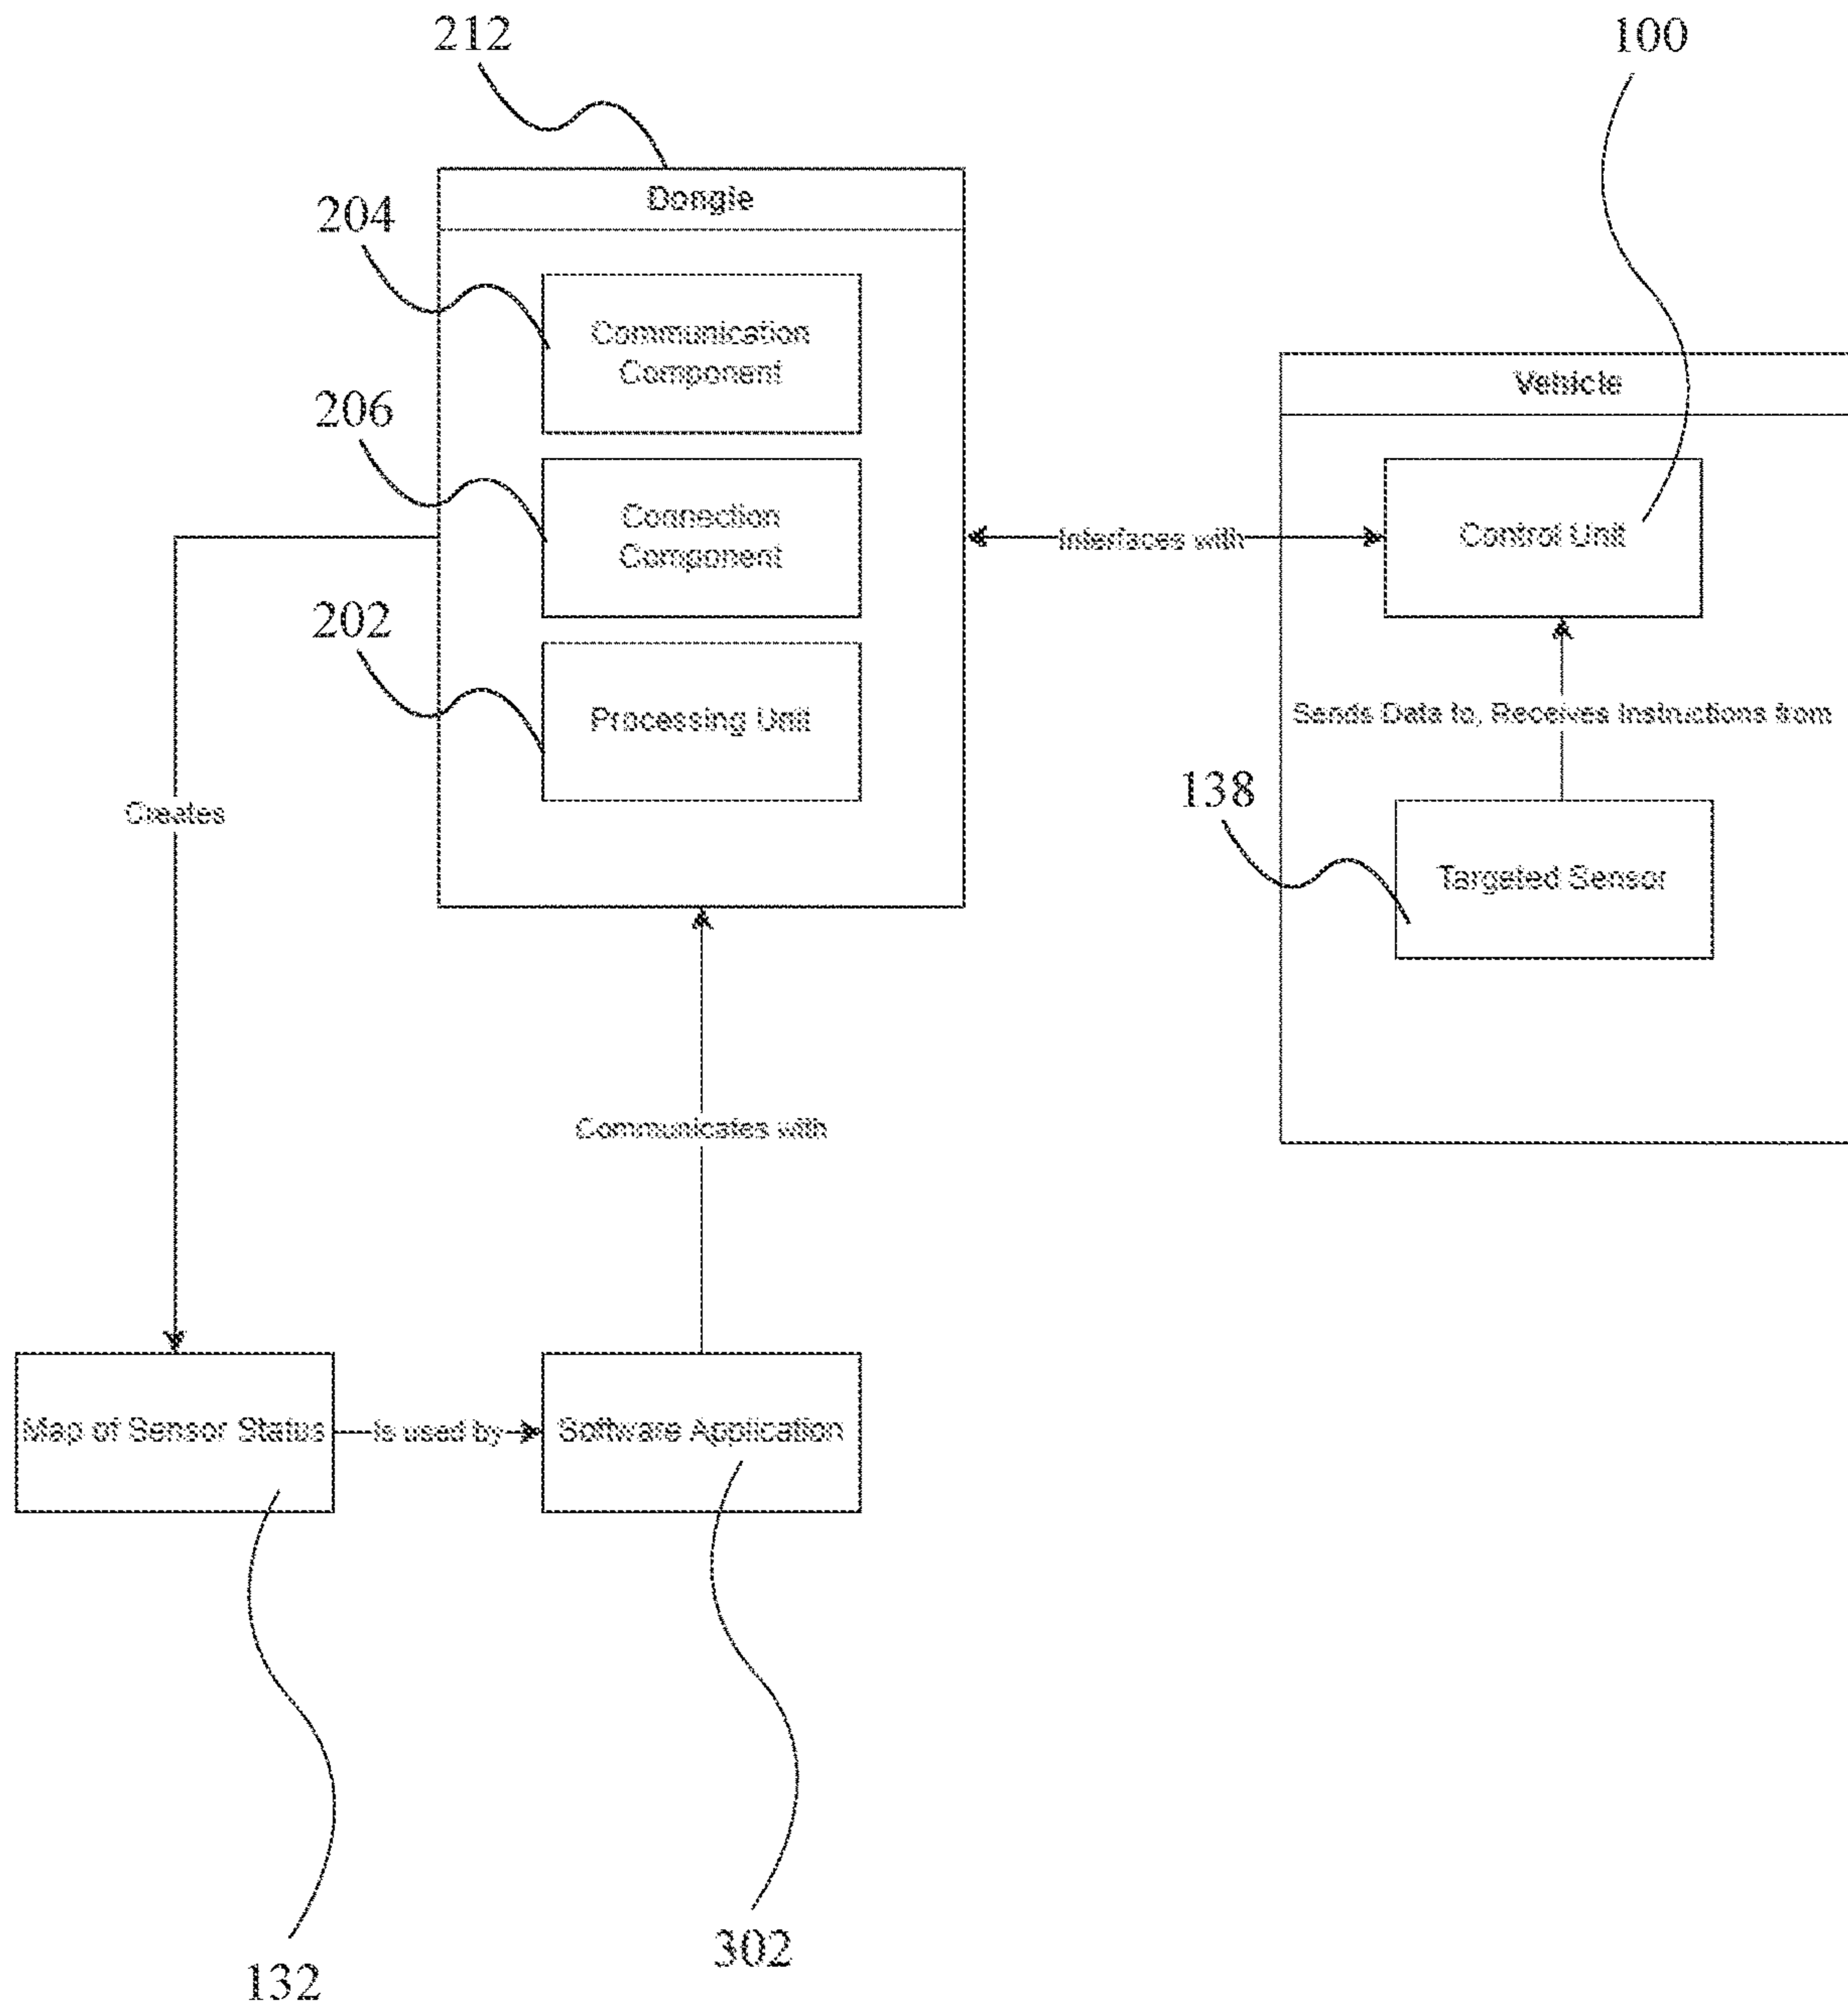 212
100
Dongle
204
Communication
Component
Vehicle
206
Connection
Component
Interfaces with
Control Unit
202
Processing Unit
Sends Data to, Receives Instructions from
138
Creates
Targeted Sensor
Communicates with
Map of Sensor Status
Is used by
Software Application
302
132